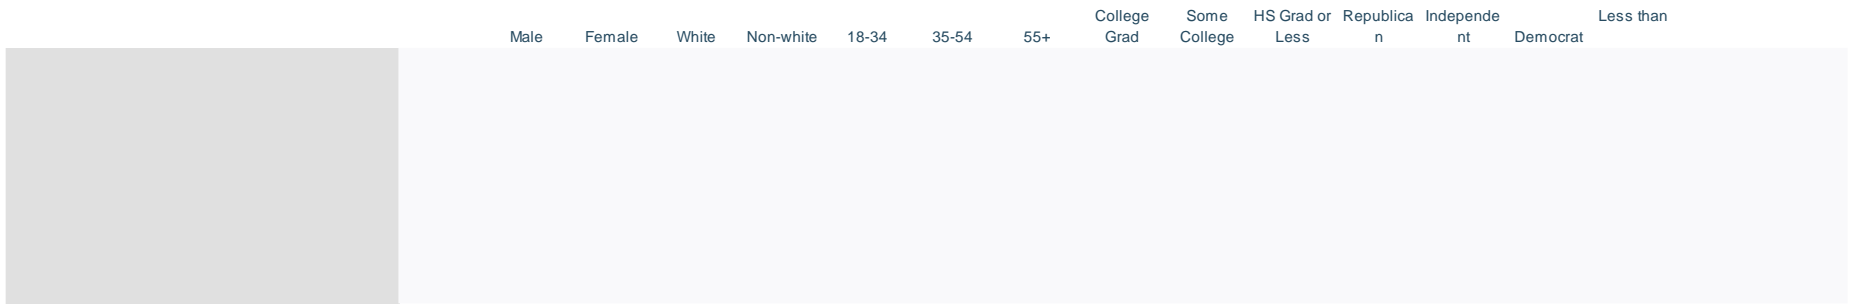 College Some HS Grad or Republica Independe Less than
Male Female White Non-white 18-34 35-54 55+ Grad College Less n nt Democrat